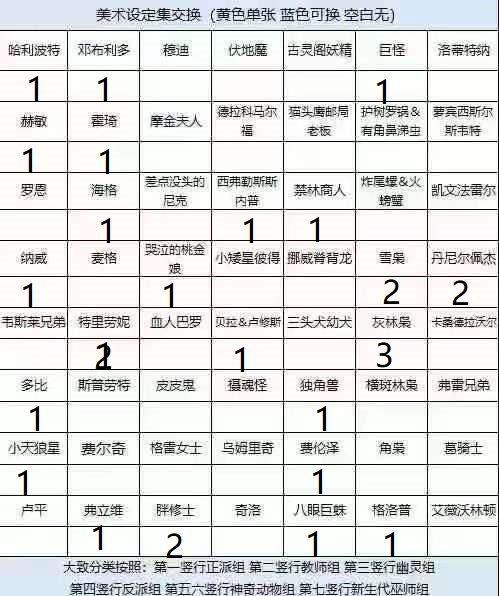 美术设定集交换（黄色单张 蓝色可换 空白无）
哈利波特 邓布利多 穆迪 伏地魔 古灵阁妖精 巨怪 洛蒂特纳
1 1 1
赫敏 霍琦 摩金夫人 德拉科马尔福 猫头鹰邮局老板 护树罗锅＆有角鼻涕虫 萝宾西斯尔斯韦特
1 1
罗恩 海格 差点没头的尼克 西弗勒斯斯内普 禁林商人 炸尾螺＆火螃蟹 凯文法雷尔
1 1 1
纳威 麦格 哭泣的桃金娘 小矮星彼得 挪威脊背龙 雪枭 丹尼尔佩杰
1 1 2 2
韦斯莱兄弟 特里劳妮 血人巴罗 贝拉＆卢修斯 三头犬幼犬 灰林枭 卡桑德拉沃尔
1 3
多比 斯普劳特 皮皮鬼 摄魂怪 独角兽 横斑林枭 弗雷兄弟
1 1
小天狼星 费尔奇 格雷女士 乌姆里奇 费伦泽 角枭 葛骑士
1 1
卢平 弗立维 胖修士 奇洛 八眼巨蛛 格洛普 艾薇沃林顿
1 2 1 1
大致分类按照：第一竖行正派组 第二竖行教师组 第三竖行幽灵组
第四竖行反派组 第五六竖行神奇动物组 第七竖行新生代巫师组